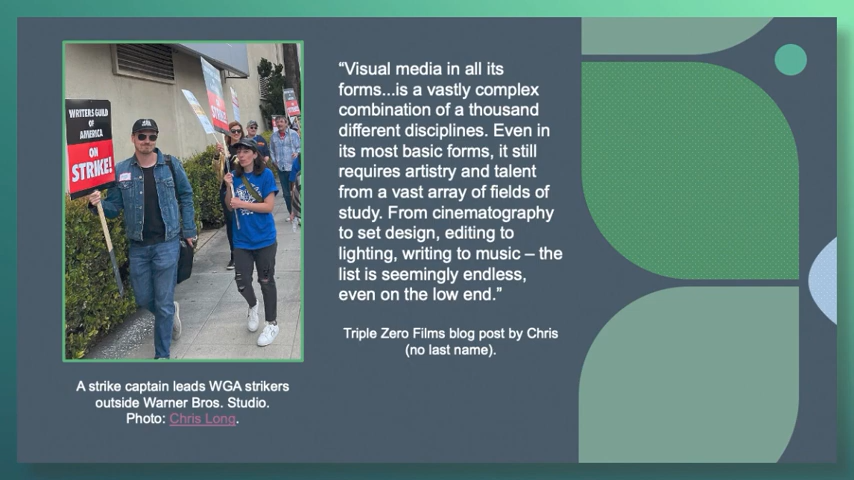 WRITERS GUILD
OF
AMERICA
ON
STRIKE!
A strike captain leads WGA strikers
outside Warner Bros. Studio.
Photo: Chris Long.
“Visual media in all its
forms...is a vastly complex
combination of a thousand
different disciplines. Even in
its most basic forms, it still
requires artistry and talent
from a vast array of fields of
study. From cinematography
to set design, editing to
lighting, writing to music – the
list is seemingly endless,
even on the low end.”
Triple Zero Films blog post by Chris
(no last name).